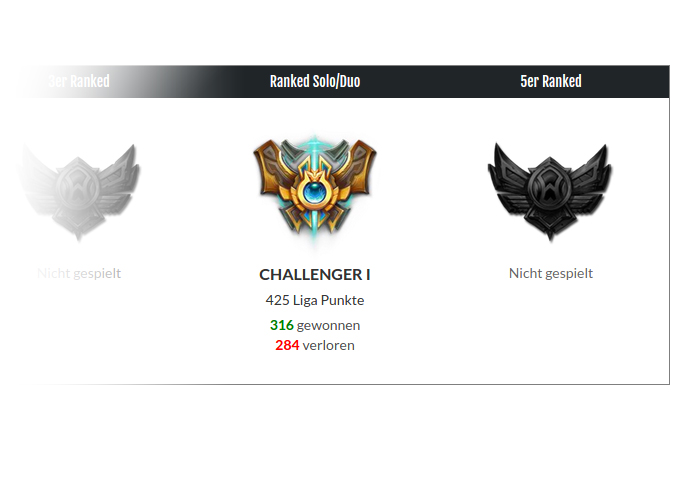 3er Ranked
Ranked Solo/Duo
5er Ranked
Nicht gespielt
CHALLENGER I
425 Liga Punkte
316 gewonnen
284 verloren
Nicht gespielt